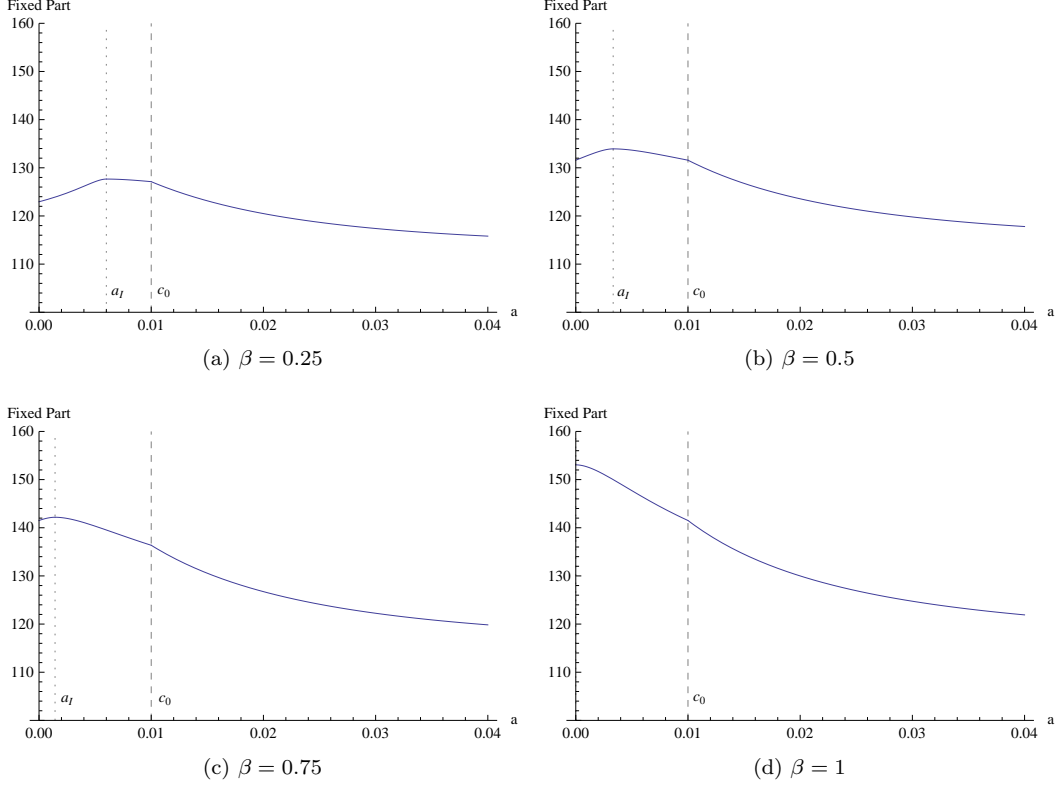 Fixed Part
160
150
140
130
120
110
a_I
c_0
0.00 0.01 0.02 0.03 0.04 a
(a) β = 0.25
Fixed Part
160
150
140
130
120
110
a_I
c_0
0.00 0.01 0.02 0.03 0.04 a
(b) β = 0.5
Fixed Part
160
150
140
130
120
110
a_I
c_0
0.00 0.01 0.02 0.03 0.04 a
(c) β = 0.75
Fixed Part
160
150
140
130
120
110
c_0
0.00 0.01 0.02 0.03 0.04 a
(d) β = 1